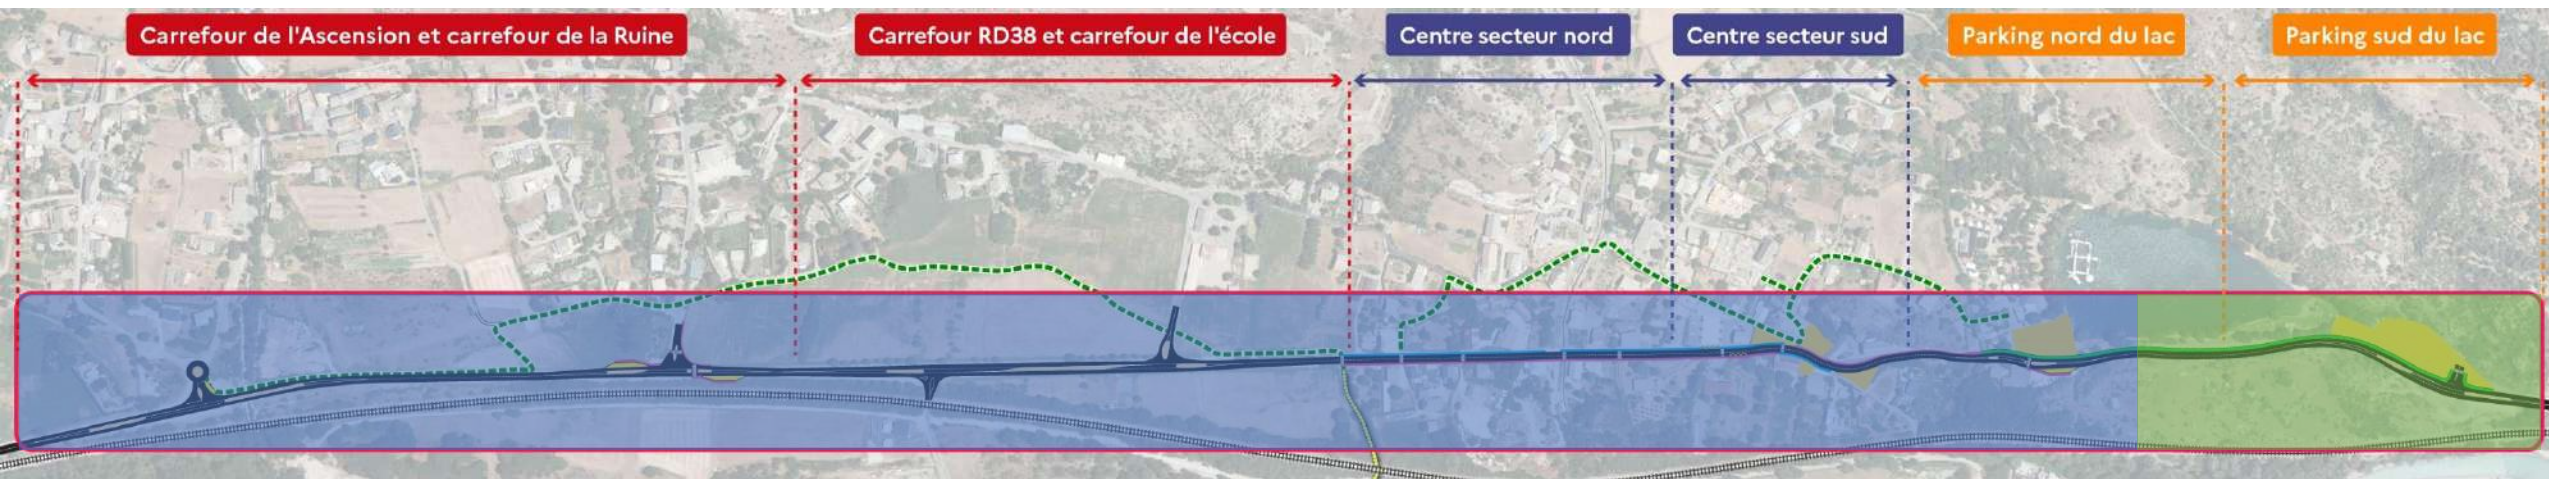 Carrefour de l'Ascension et carrefour de la Ruine
Carrefour RD38 et carrefour de l'école
Centre secteur nord
Centre secteur sud
Parking nord du lac
Parking sud du lac